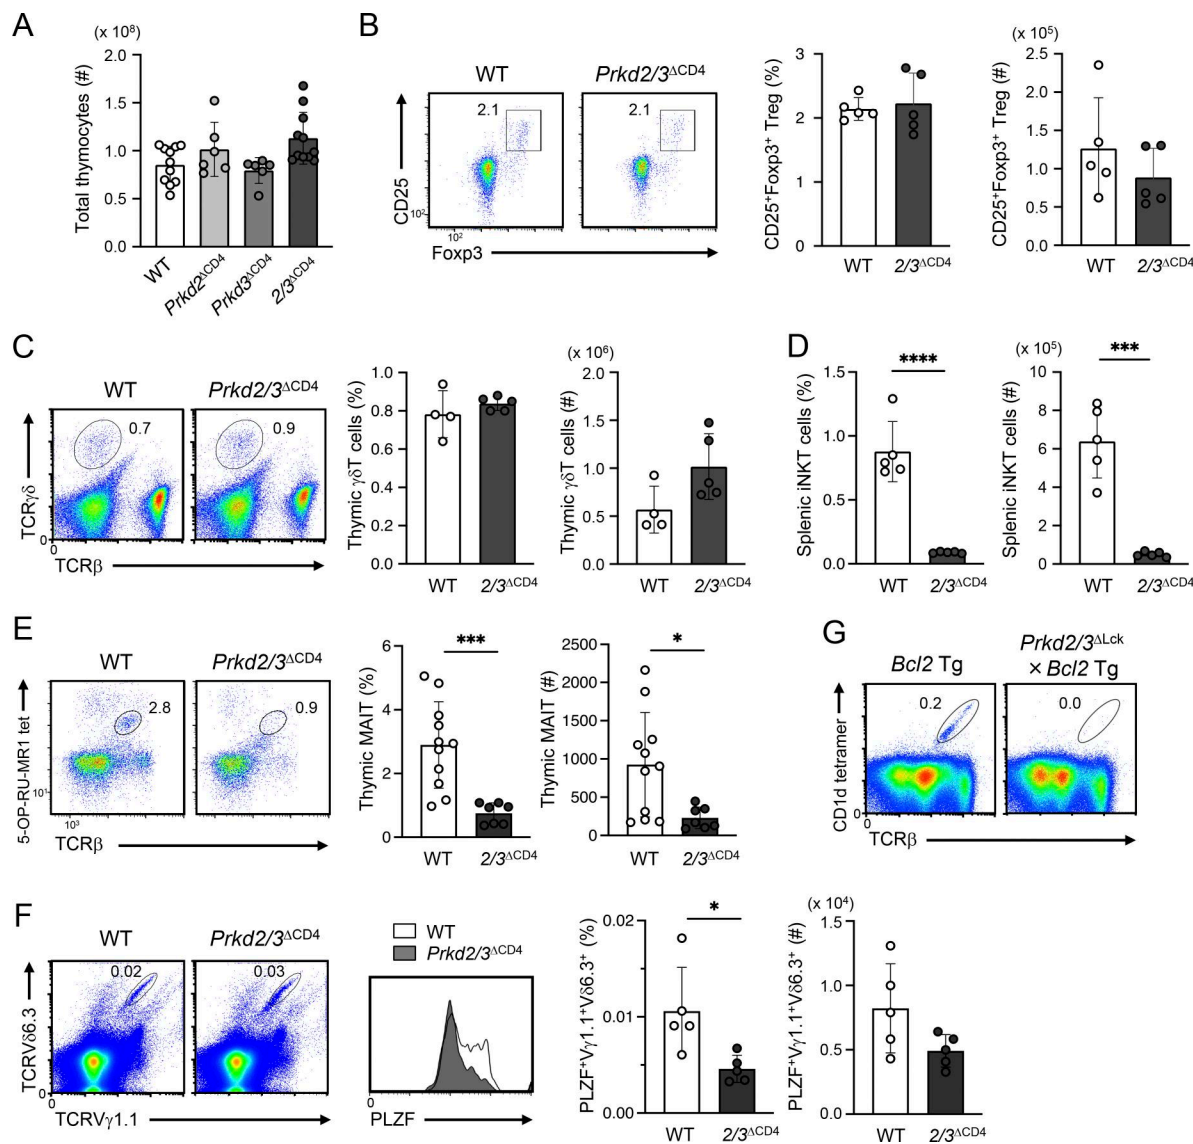 A
(x 10⁸)
Total thymocytes (#)
2.0
1.5
1.0
0.5
0.0
WT
Prkd2ΔCD4
Prkd3ΔCD4
2/3ΔCD4
B
WT
Prkd2/3ΔCD4
2.1
2.1
CD25
10²
10²
Foxp3
CD25⁺Foxp3⁺ Treg (%)
3
2
1
0
WT
2/3ΔCD4
(x 10⁵)
CD25⁺Foxp3⁺ Treg (#)
2.5
2.0
1.5
1.0
0.5
0.0
WT
2/3ΔCD4
C
WT
Prkd2/3ΔCD4
0.7
0.9
TCRγδ
0
0
TCRβ
Thymic γδT cells (%)
1.0
0.8
0.6
0.4
0.2
0.0
WT
2/3ΔCD4
(x 10⁶)
Thymic γδT cells (#)
2.0
1.5
1.0
0.5
0.0
WT
2/3ΔCD4
D
Splenic iNKT cells (%)
1.5
1.0
0.5
0.0
****
WT
2/3ΔCD4
(x 10⁵)
Splenic iNKT cells (#)
10
8
6
4
2
0
***
WT
2/3ΔCD4
E
WT
Prkd2/3ΔCD4
2.8
0.9
5-OP-RU-MR1 tet
10¹
10³
TCRβ
Thymic MAIT (%)
6
4
2
0
***
WT
2/3ΔCD4
Thymic MAIT (#)
2500
2000
1500
1000
500
0
*
WT
2/3ΔCD4
G
Bcl2 Tg
Prkd2/3ΔLck
× Bcl2 Tg
0.2
0.0
CD1d tetramer
0
0
TCRβ
F
WT
Prkd2/3ΔCD4
0.02
0.03
TCRVδ6.3
0
0
TCRVγ1.1
WT
Prkd2/3ΔCD4
0
PLZF
PLZF⁺Vγ1.1⁺Vδ6.3⁺ (%)
0.02
0.01
0.00
*
WT
2/3ΔCD4
(x 10⁴)
PLZF⁺Vγ1.1⁺Vδ6.3⁺ (#)
1.5
1.0
0.5
0.0
WT
2/3ΔCD4